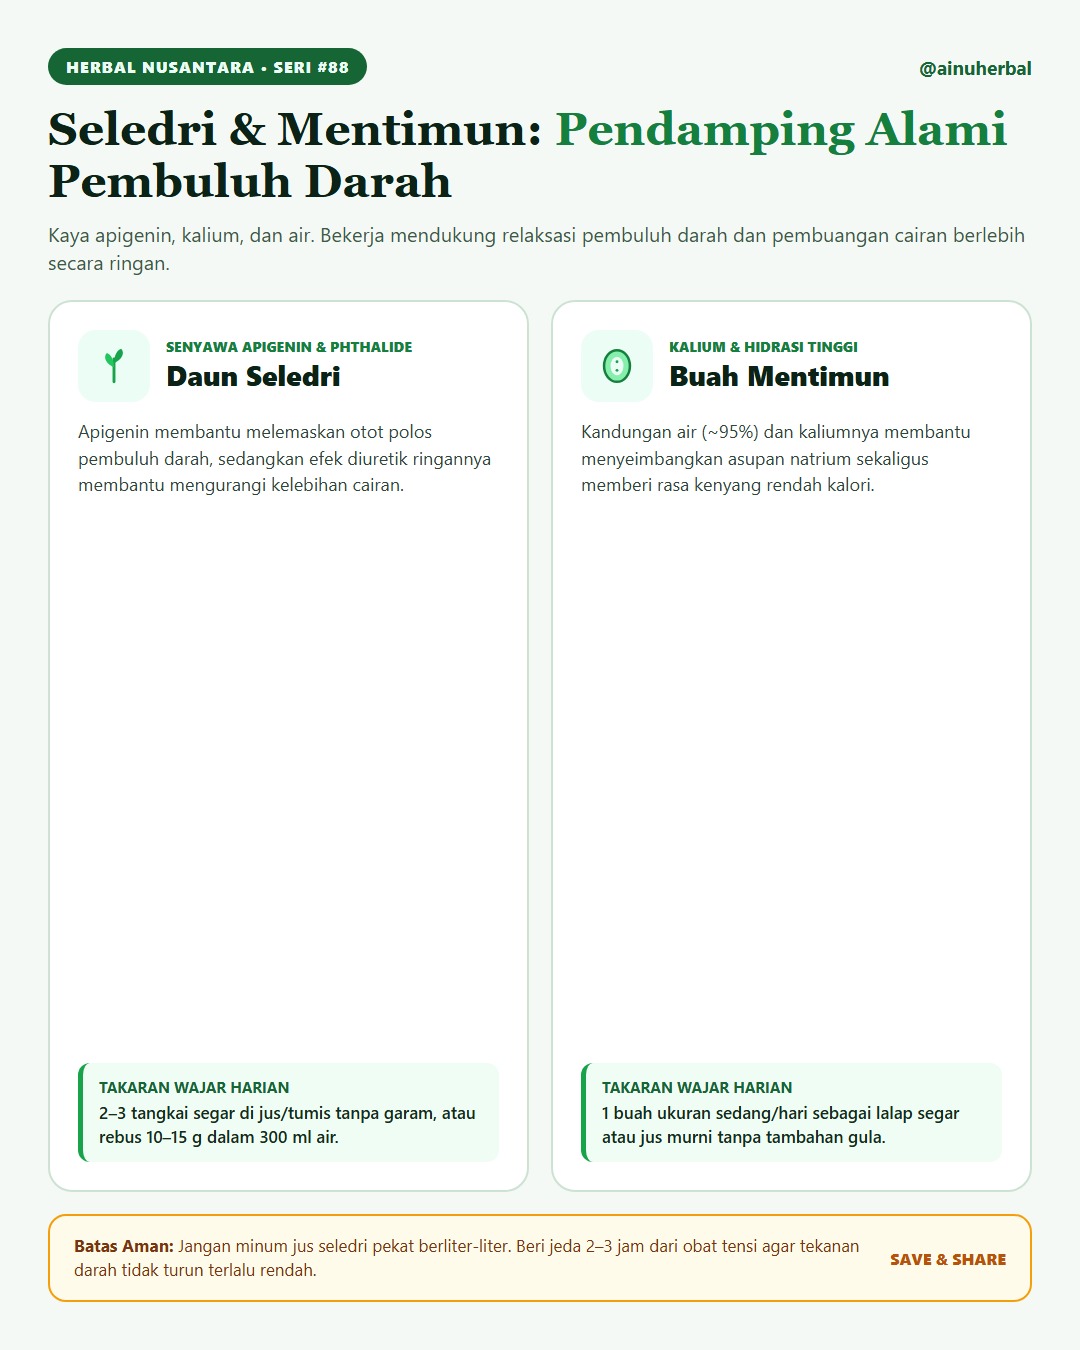 HERBAL NUSANTARA • SERI #88
@ainuherbal
Seledri & Mentimun: Pendamping Alami
Pembuluh Darah
Kaya apigenin, kalium, dan air. Bekerja mendukung relaksasi pembuluh darah dan pembuangan cairan berlebih
secara ringan.
SENYAWA APIGENIN & PHTHALIDE
Daun Seledri
Apigenin membantu melemaskan otot polos
pembuluh darah, sedangkan efek diuretik ringannya
membantu mengurangi kelebihan cairan.
TAKARAN WAJAR HARIAN
2–3 tangkai segar di jus/tumis tanpa garam, atau
rebus 10–15 g dalam 300 ml air.
KALIUM & HIDRASI TINGGI
Buah Mentimun
Kandungan air (~95%) dan kaliumnya membantu
menyeimbangkan asupan natrium sekaligus
memberi rasa kenyang rendah kalori.
TAKARAN WAJAR HARIAN
1 buah ukuran sedang/hari sebagai lalap segar
atau jus murni tanpa tambahan gula.
Batas Aman: Jangan minum jus seledri pekat berliter-liter. Beri jeda 2–3 jam dari obat tensi agar tekanan
darah tidak turun terlalu rendah.
SAVE & SHARE